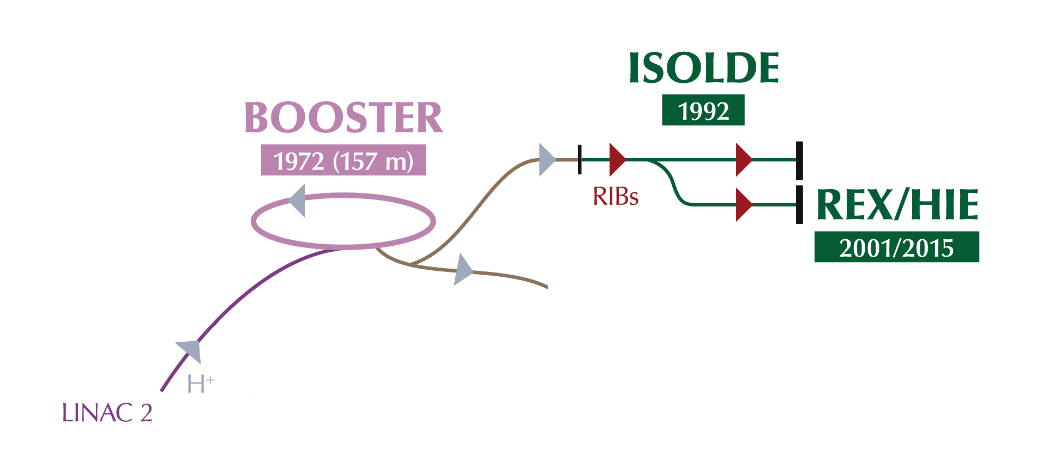 ISOLDE
1992
BOOSTER
1972 (157 m)
RIBs
REX/HIE
2001/2015
H⁺
LINAC 2